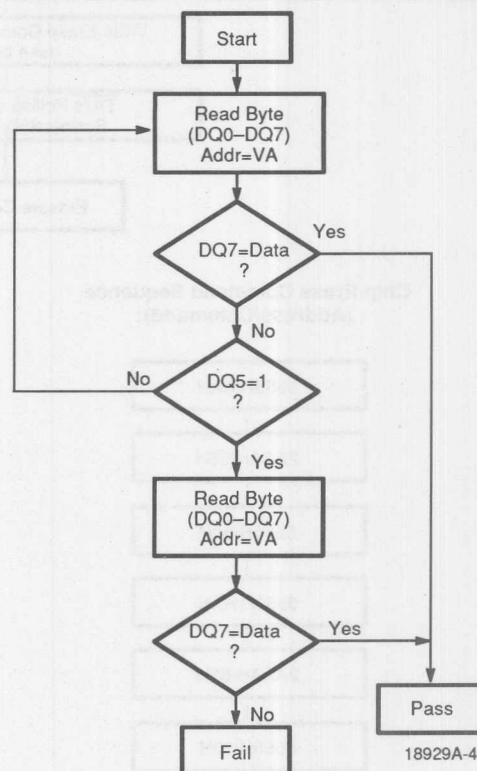 Start
Read Byte
(DQ0–DQ7)
Addr=VA
DQ7=Data
?
Yes
No
DQ5=1
?
No
Yes
Read Byte
(DQ0–DQ7)
Addr=VA
DQ7=Data
?
Yes
No
Fail
Pass
18929A-4